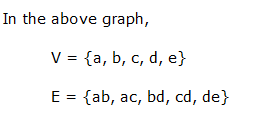 In the above graph,
V = {a, b, c, d, e}
E = {ab, ac, bd, cd, de}